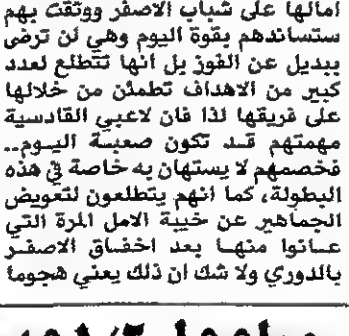 امالها على شباب الاصفر ووثقت بهم
ستساندهم بقوة اليوم وهي لن ترضى
ببديل عن الفوز بل انها تتطلع لعدد
كبير من الاهداف تطمئن من خلالها
على فريقها لذا فان لاعبي القادسية
مهمتهم قد تكون صعبة اليوم..
فخصمهم لا يستهان به خاصة في هذه
البطولة، كما انهم يتطلعون لتعويض
الجماهير عن خيبة الامل المرة التي
عانوا منها بعد اخفاق الاصفر
بالدوري ولا شك ان ذلك يعني هجوما